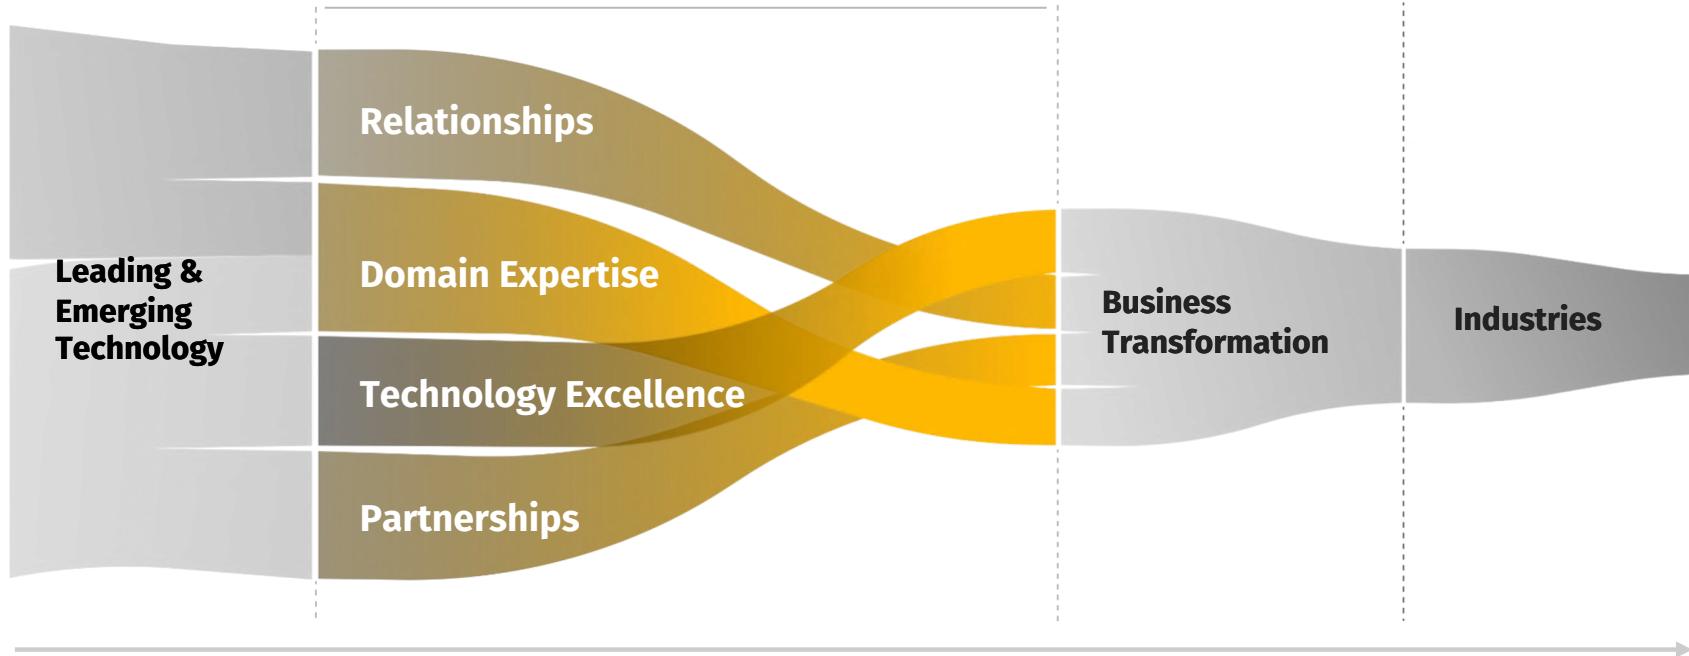 Relationships
Domain Expertise
Leading &
Emerging
Technology
Technology Excellence
Partnerships
Business
Transformation
Industries